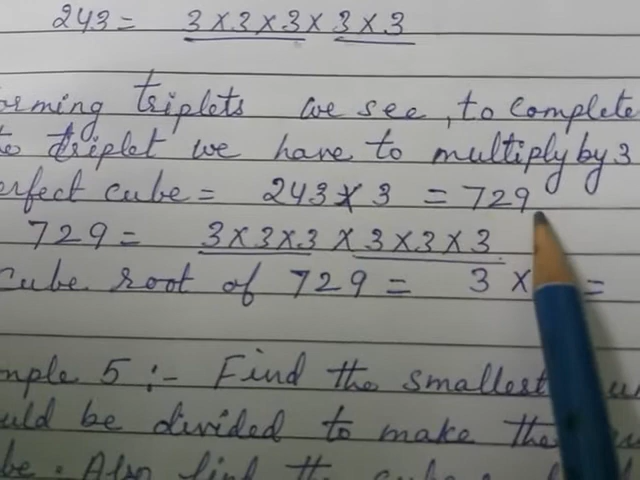 243 = 3×3×3× 3×3
orming triplets we see, to complete
triplet we have to multiply by 3
erfect cube = 243 × 3 = 729
729 = 3×3×3 × 3×3×3
cube root of 729 = 3 × =
mple 5 :- Find the smallest
uld be divided to make the
be. Also find the cube